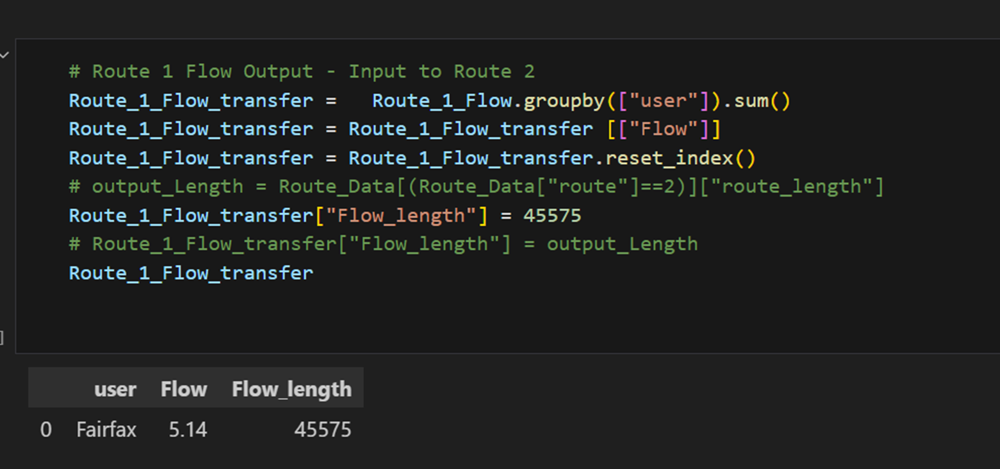 # Route 1 Flow Output - Input to Route 2
Route_1_Flow_transfer =   Route_1_Flow.groupby(["user"]).sum()
Route_1_Flow_transfer = Route_1_Flow_transfer [["Flow"]]
Route_1_Flow_transfer = Route_1_Flow_transfer.reset_index()
# output_Length = Route_Data[(Route_Data["route"]==2)]["route_length"]
Route_1_Flow_transfer["Flow_length"] = 45575
# Route_1_Flow_transfer["Flow_length"] = output_Length
Route_1_Flow_transfer
]
user Flow Flow_length
0 Fairfax 5.14 45575